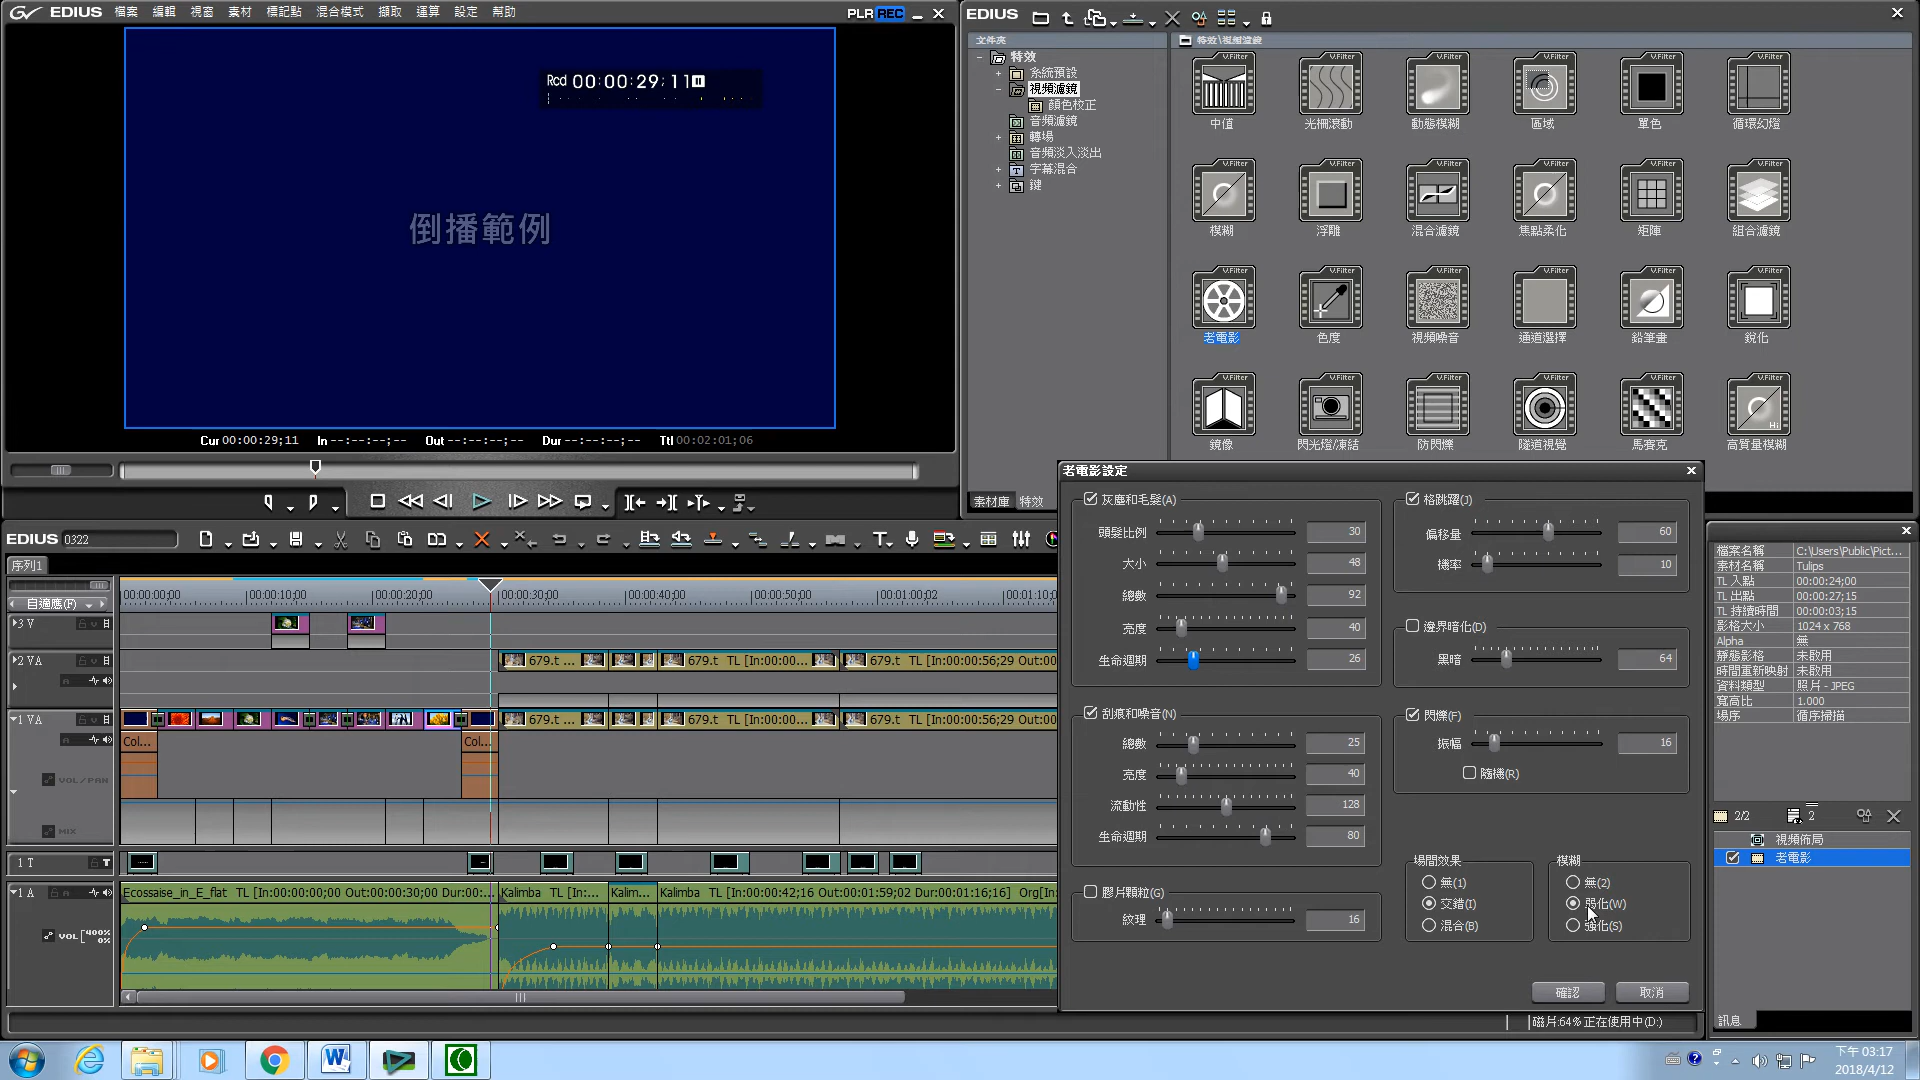 EDIUS 檔案 編輯 視窗 素材 標記點 混合模式 擷取 運算 設定 幫助 PLR REC
Rcd 00:00:29;11
倒播範例
Cur 00:00:29;11 In --:--:--;-- Out --:--:--;-- Dur --:--:--;-- Ttl 00:02:01;06
EDIUS
文件夾
特效
系統預設
視頻濾鏡
顏色校正
音頻濾鏡
轉場
音頻淡入淡出
字幕混合
鍵
特效\視頻濾鏡
中值 光柵滾動 動態模糊 區域 單色 循環幻燈
V.Filter V.Filter V.Filter V.Filter V.Filter V.Filter
模糊 浮雕 混合濾鏡 焦點柔化 矩陣 組合濾鏡
V.Filter V.Filter V.Filter V.Filter V.Filter V.Filter
老電影 色度 視頻噪音 通道選擇 鉛筆畫 銳化
V.Filter V.Filter V.Filter V.Filter V.Filter V.Filter
鏡像 閃光燈/凍結 防閃爍 隧道視覺 馬賽克 高質量模糊
素材庫 特效
老電影設定
灰塵和毛髮(A)
頭髮比例 30
大小 48
總數 92
亮度 40
生命週期 26
刮痕和噪音(N)
總數 25
亮度 40
流動性 128
生命週期 80
膠片顆粒(G)
紋理 16
格跳躍(J)
偏移量 60
機率 10
邊界暗化(D)
黑暗 64
閃爍(F)
振幅 16
隨機(R)
場間效果
無(1)
交錯(I)
混合(B)
模糊
無(2)
弱化(W)
強化(S)
確認 取消
EDIUS 0322
序列1
自適應(F)
00:00:00;00 00:00:10;00 00:00:20;00 00:00:30;00 00:00:40;00 00:00:50;00 00:01:00;02 00:01:10;
3 V
2 VA
679.t ... 679.t TL [In:00:00... 679.t TL [In:00:00:56;29 Out:00
1 VA
679.t ... 679.t TL [In:00:00... 679.t TL [In:00:00:56;29 Out:00
Col... Col...
VOL/PAN
MIX
1 T
1 A
Ecossaise_in_E_flat TL [In:00:00:00;00 Out:00:00:30;00 Dur:00:... Kalimba TL [In:... Kalim... Kalimba TL [In:00:00:42;16 Out:00:01:59;02 Dur:00:01:16;16] Org[In:
VOL 400% 0%
檔案名稱 C:\Users\Public\Pict...
素材名稱 Tulips
TL 入點 00:00:24;00
TL 出點 00:00:27;15
TL 持續時間 00:00:03;15
影格大小 1024 x 768
Alpha 無
靜態影格 未啟用
時間重新映射 未啟用
資料類型 照片 - JPEG
寬高比 1.000
場序 循序掃描
2/2 2
視頻佈局
老電影
訊息
磁片:64% 正在使用中(D:)
下午 03:17
2018/4/12